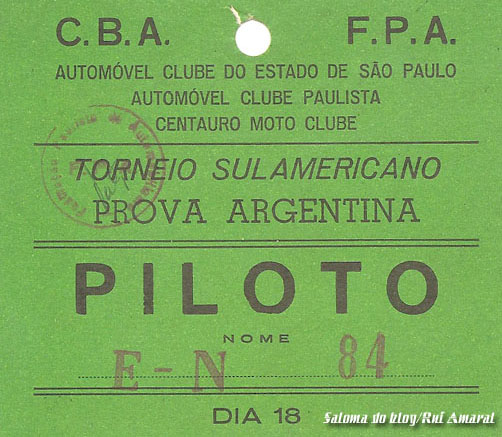 C.B.A. F.P.A.
AUTOMÓVEL CLUBE DO ESTADO DE SÃO PAULO
AUTOMÓVEL CLUBE PAULISTA
CENTAURO MOTO CLUBE
TORNEIO SULAMERICANO
PROVA ARGENTINA
PILOTO
NOME
E-N 84
DIA 18
Saloma do blog/Rui Amaral